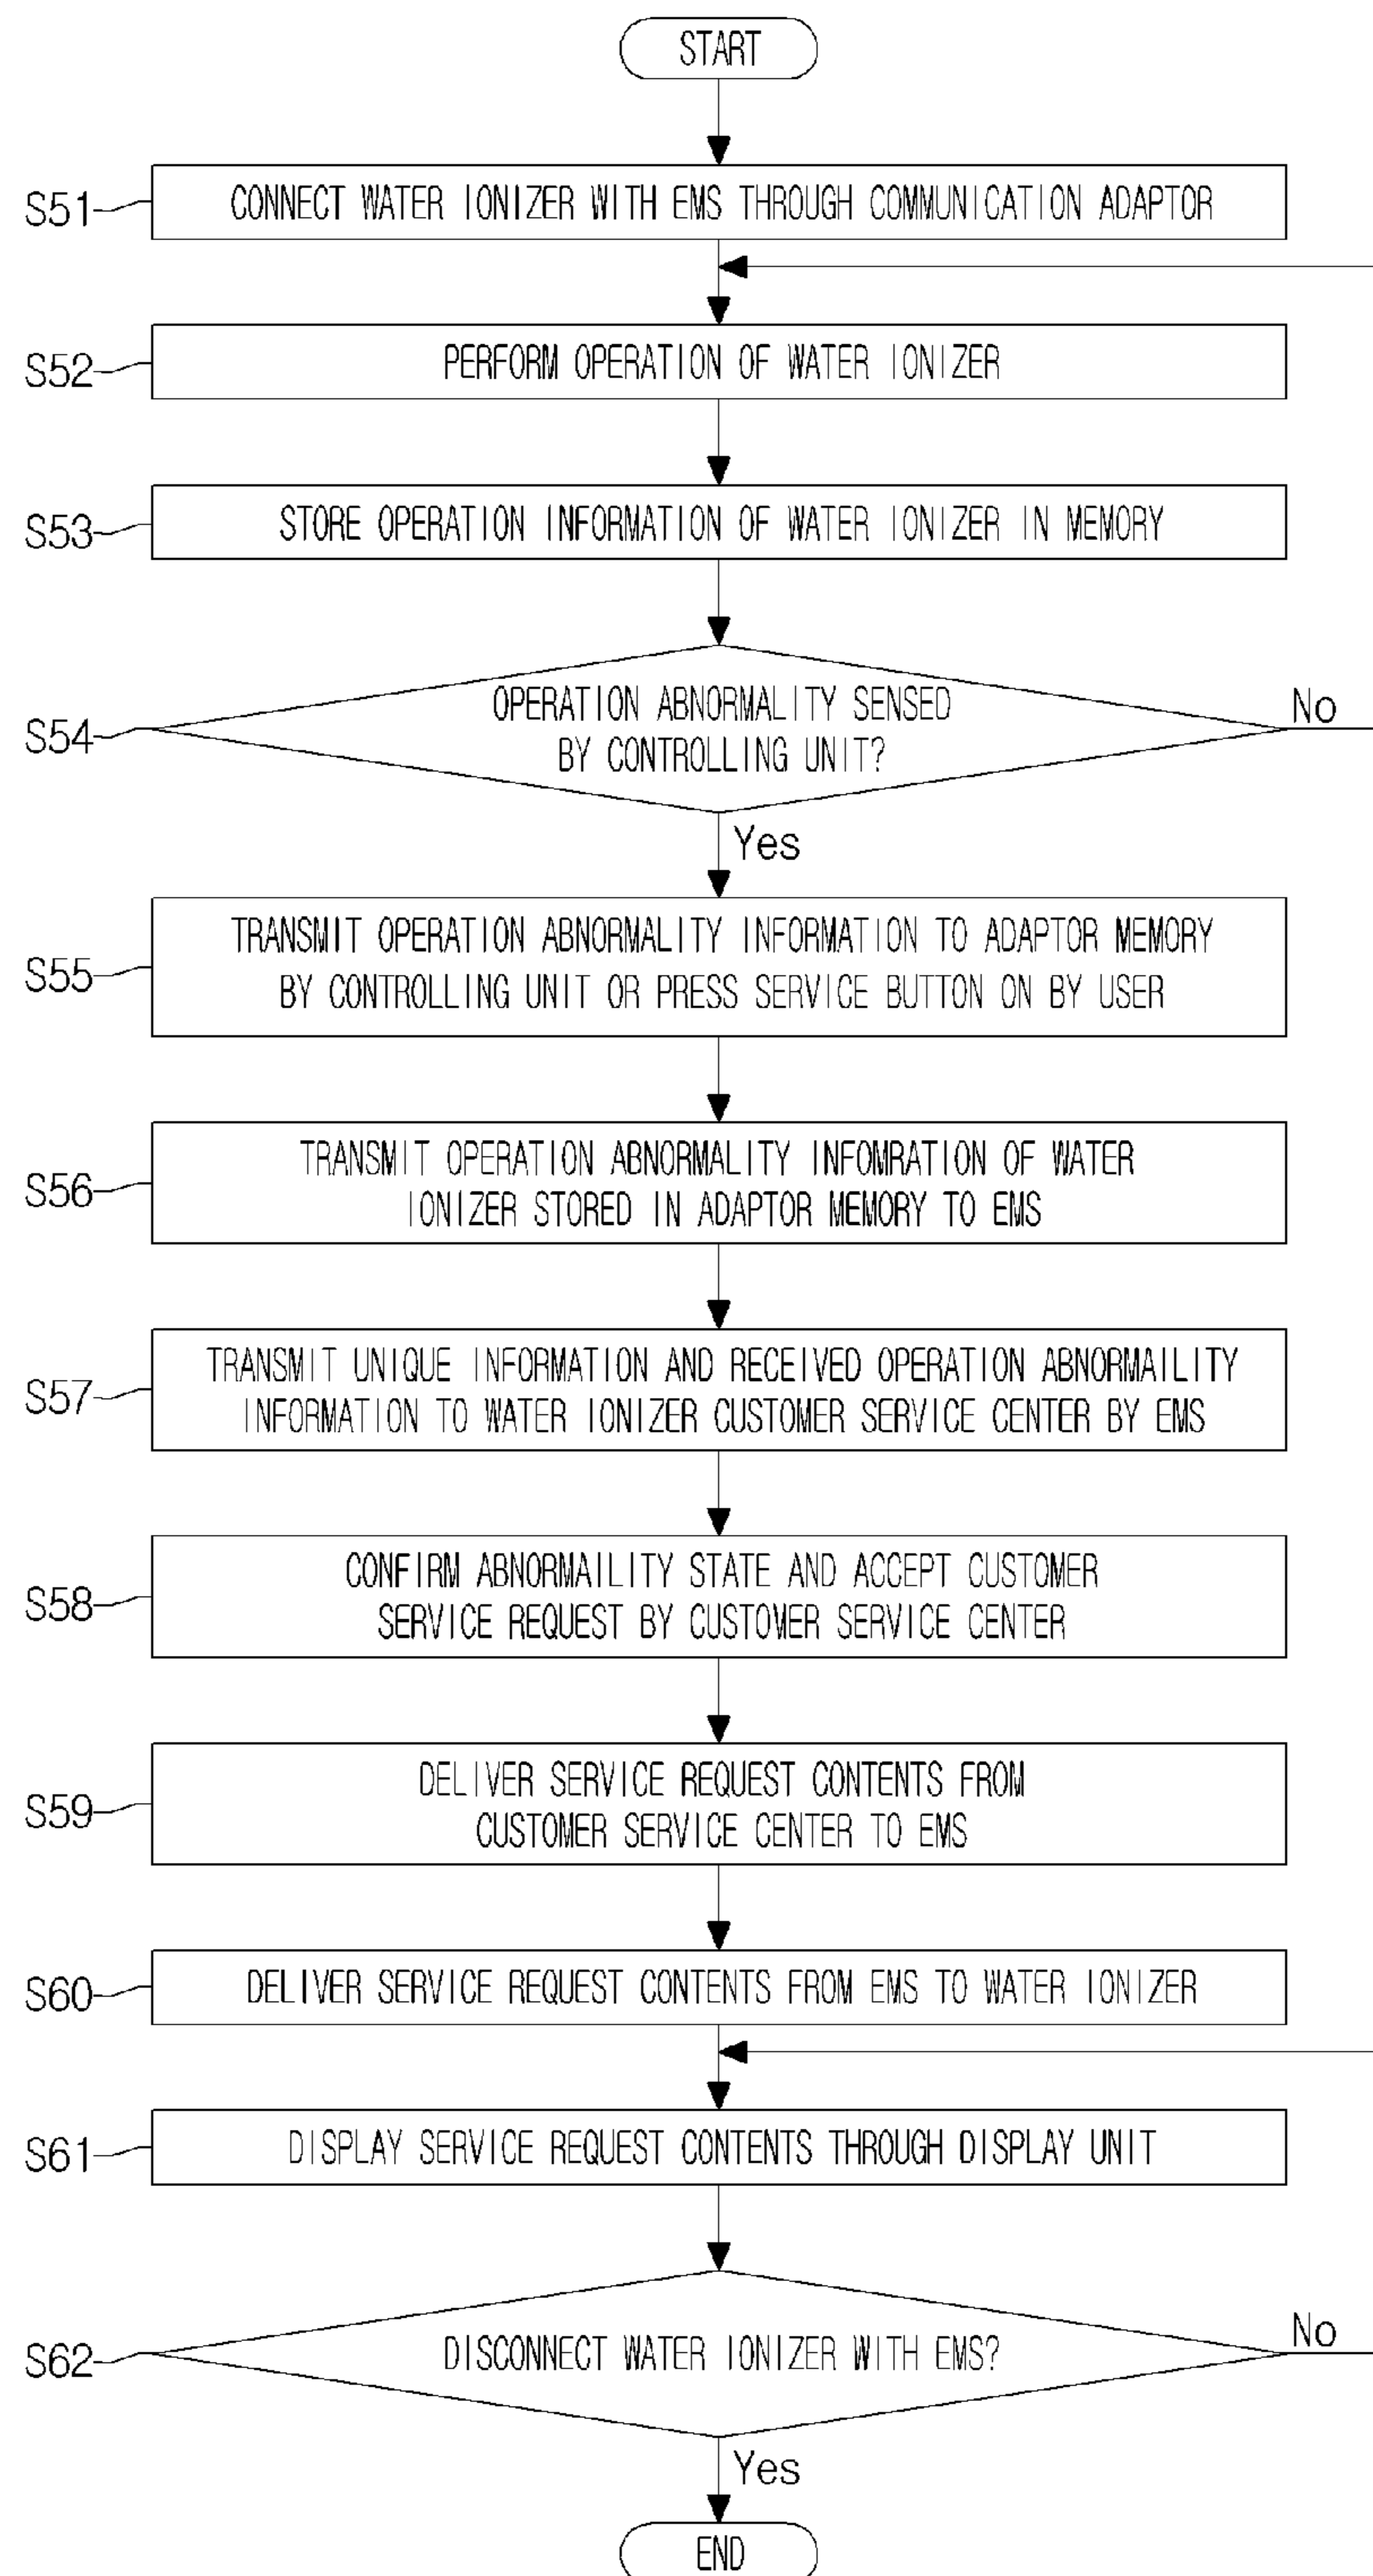 START
S51
CONNECT WATER IONIZER WITH EMS THROUGH COMMUNICATION ADAPTOR
S52
PERFORM OPERATION OF WATER IONIZER
S53
STORE OPERATION INFORMATION OF WATER IONIZER IN MEMORY
S54
OPERATION ABNORMALITY SENSED
BY CONTROLLING UNIT?
No
Yes
S55
TRANSMIT OPERATION ABNORMALITY INFORMATION TO ADAPTOR MEMORY
BY CONTROLLING UNIT OR PRESS SERVICE BUTTON ON BY USER
S56
TRANSMIT OPERATION ABNORMALITY INFOMRATION OF WATER
IONIZER STORED IN ADAPTOR MEMORY TO EMS
S57
TRANSMIT UNIQUE INFORMATION AND RECEIVED OPERATION ABNORMAILITY
INFORMATION TO WATER IONIZER CUSTOMER SERVICE CENTER BY EMS
S58
CONFIRM ABNORMAILITY STATE AND ACCEPT CUSTOMER
SERVICE REQUEST BY CUSTOMER SERVICE CENTER
S59
DELIVER SERVICE REQUEST CONTENTS FROM
CUSTOMER SERVICE CENTER TO EMS
S60
DELIVER SERVICE REQUEST CONTENTS FROM EMS TO WATER IONIZER
S61
DISPLAY SERVICE REQUEST CONTENTS THROUGH DISPLAY UNIT
S62
DISCONNECT WATER IONIZER WITH EMS?
No
Yes
END